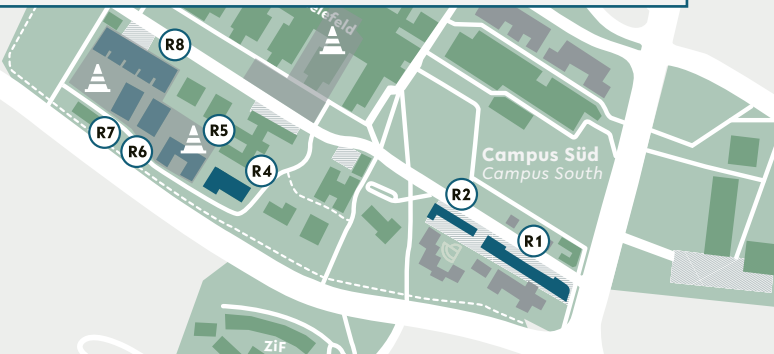 R8
R7
R6
R5
R4
Campus Süd
Campus South
R2
R1
ZiF